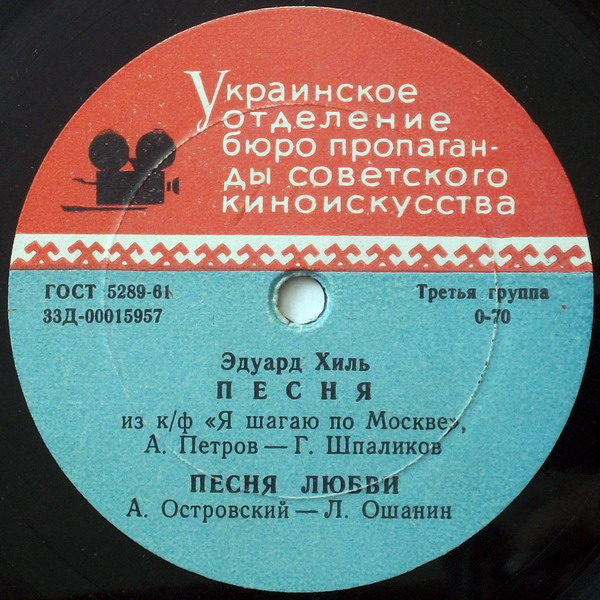 Украинское
отделение
бюро пропаган-
ды советского
киноискусства
ГОСТ 5289-61
33Д-00015957
Третья группа
0-70
Эдуард Хиль
ПЕСНЯ
из к/ф «Я шагаю по Москве»,
А. Петров — Г. Шпаликов
ПЕСНЯ ЛЮБВИ
А. Островский — Л. Ошанин